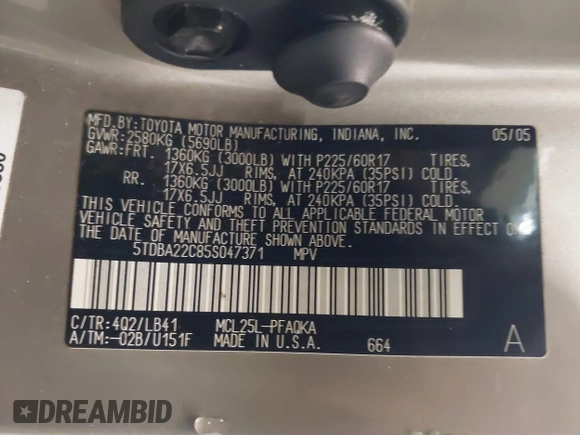 MFD.BY:TOYOTA MOTOR MANUFACTURING, INDIANA, INC. 05/05
GVWR:2580KG (5690LB)
GAWR:FRT. 1360KG (3000LB) WITH P225/60R17 TIRES,
17X6.5JJ RIMS, AT 240KPA (35PSI) COLD.
RR. 1360KG (3000LB) WITH P225/60R17 TIRES,
17X6.5JJ RIMS, AT 240KPA (35PSI) COLD.
THIS VEHICLE CONFORMS TO ALL APPLICABLE FEDERAL MOTOR
VEHICLE SAFETY AND THEFT PREVENTION STANDARDS IN EFFECT ON
THE DATE OF MANUFACTURE SHOWN ABOVE.
5TDBA22C85S047371 MPV
C/TR:4Q2/LB41 MCL25L-PFAQKA
A/TM:-02B/U151F MADE IN U.S.A. 664 A
DREAMBID